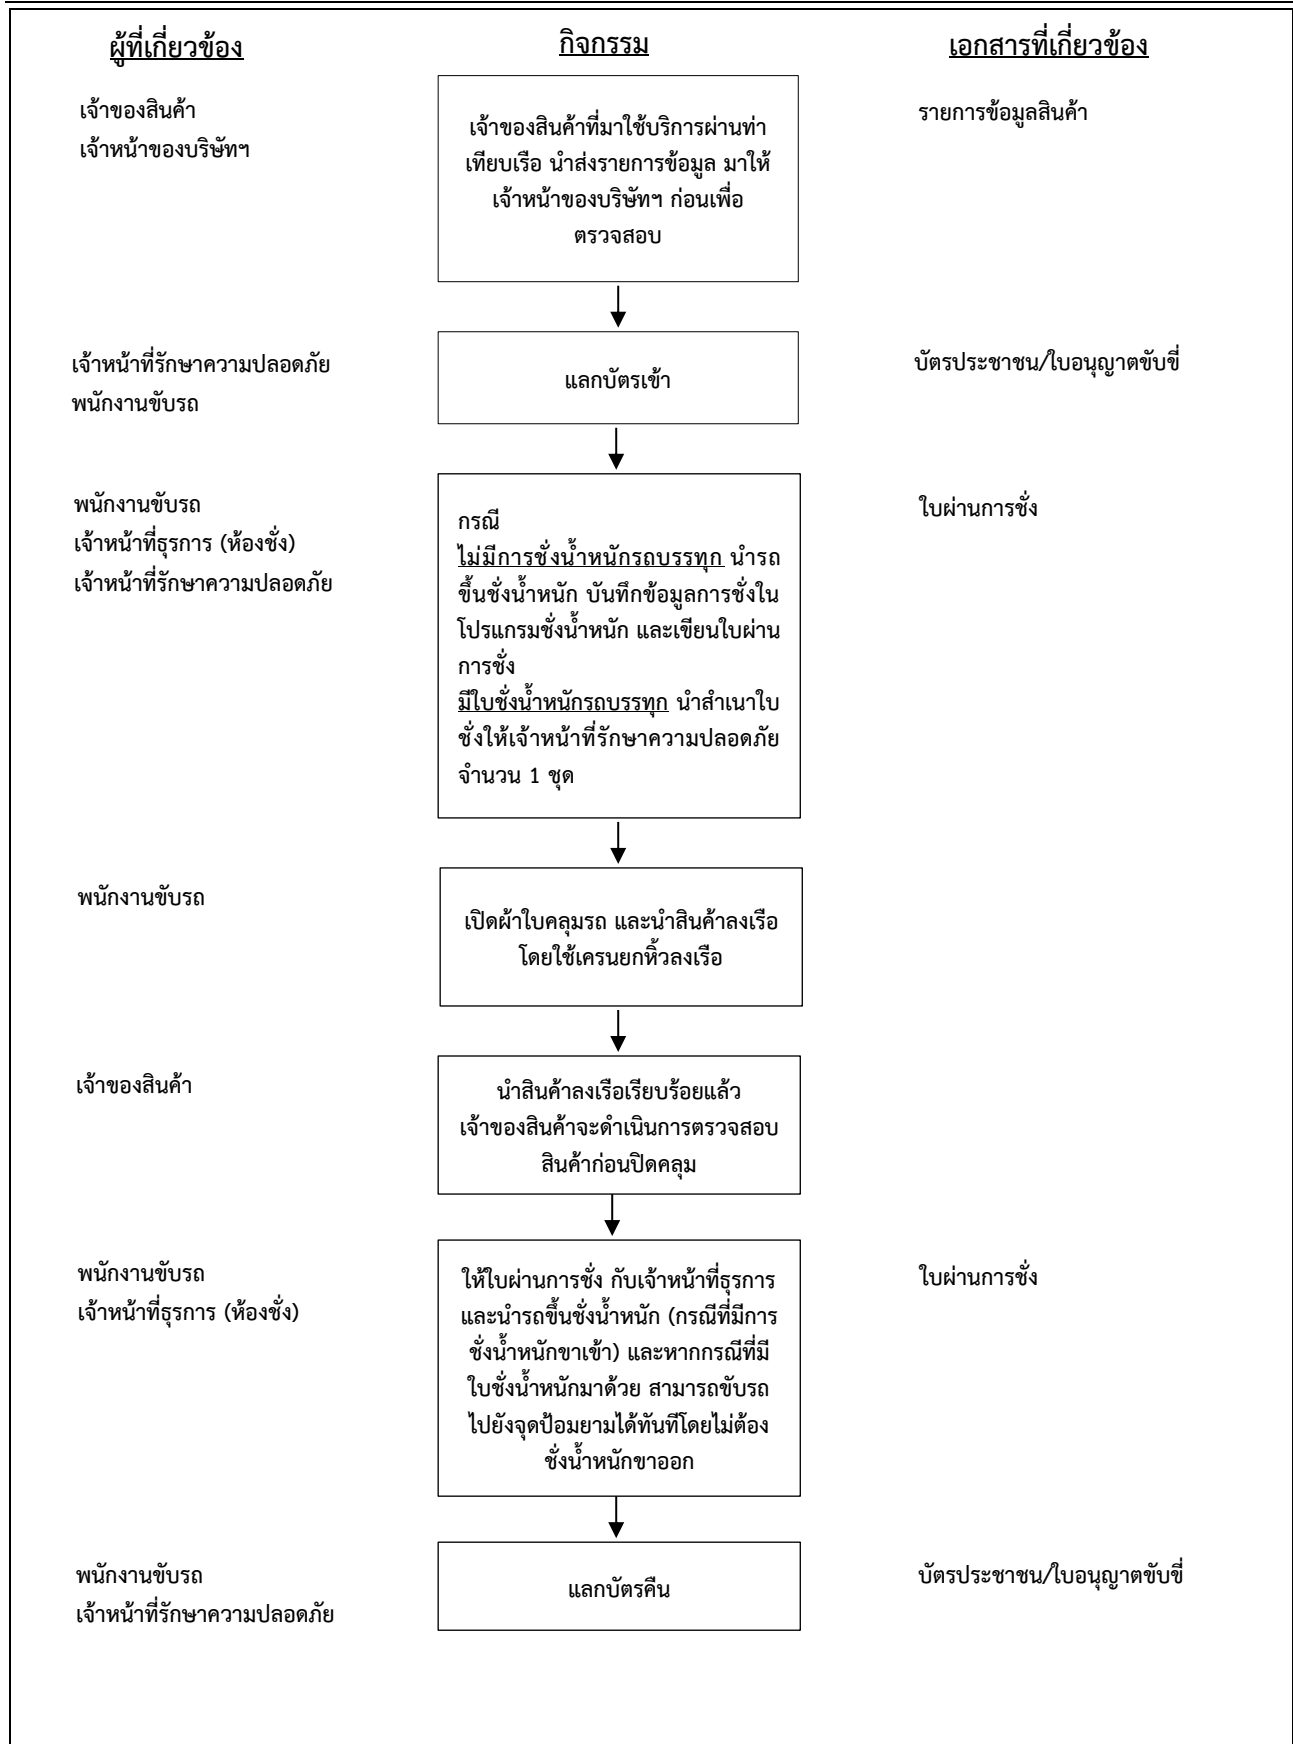 ผู้ที่เกี่ยวข้อง
กิจกรรม
เอกสารที่เกี่ยวข้อง
เจ้าของสินค้า
เจ้าหน้าของบริษัทฯ
เจ้าของสินค้าที่มาใช้บริการผ่านท่า
เทียบเรือ นำส่งรายการข้อมูล มาให้
เจ้าหน้าของบริษัทฯ ก่อนเพื่อ
ตรวจสอบ
รายการข้อมูลสินค้า
เจ้าหน้าที่รักษาความปลอดภัย
พนักงานขับรถ
แลกบัตรเข้า
บัตรประชาชน/ใบอนุญาตขับขี่
พนักงานขับรถ
เจ้าหน้าที่ธุรการ (ห้องชั่ง)
เจ้าหน้าที่รักษาความปลอดภัย
กรณี
ไม่มีการชั่งน้ำหนักรถบรรทุก นำรถ
ขึ้นชั่งน้ำหนัก บันทึกข้อมูลการชั่งใน
โปรแกรมชั่งน้ำหนัก และเขียนใบผ่าน
การชั่ง
มีใบชั่งน้ำหนักรถบรรทุก นำสำเนาใบ
ชั่งให้เจ้าหน้าที่รักษาความปลอดภัย
จำนวน 1 ชุด
ใบผ่านการชั่ง
พนักงานขับรถ
เปิดผ้าใบคลุมรถ และนำสินค้าลงเรือ
โดยใช้เครนยกหิ้วลงเรือ
เจ้าของสินค้า
นำสินค้าลงเรือเรียบร้อยแล้ว
เจ้าของสินค้าจะดำเนินการตรวจสอบ
สินค้าก่อนปิดคลุม
พนักงานขับรถ
เจ้าหน้าที่ธุรการ (ห้องชั่ง)
ให้ใบผ่านการชั่ง กับเจ้าหน้าที่ธุรการ
และนำรถขึ้นชั่งน้ำหนัก (กรณีที่มีการ
ชั่งน้ำหนักขาเข้า) และหากกรณีที่มี
ใบชั่งน้ำหนักมาด้วย สามารถขับรถ
ไปยังจุดป้อมยามได้ทันทีโดยไม่ต้อง
ชั่งน้ำหนักขาออก
ใบผ่านการชั่ง
พนักงานขับรถ
เจ้าหน้าที่รักษาความปลอดภัย
แลกบัตรคืน
บัตรประชาชน/ใบอนุญาตขับขี่